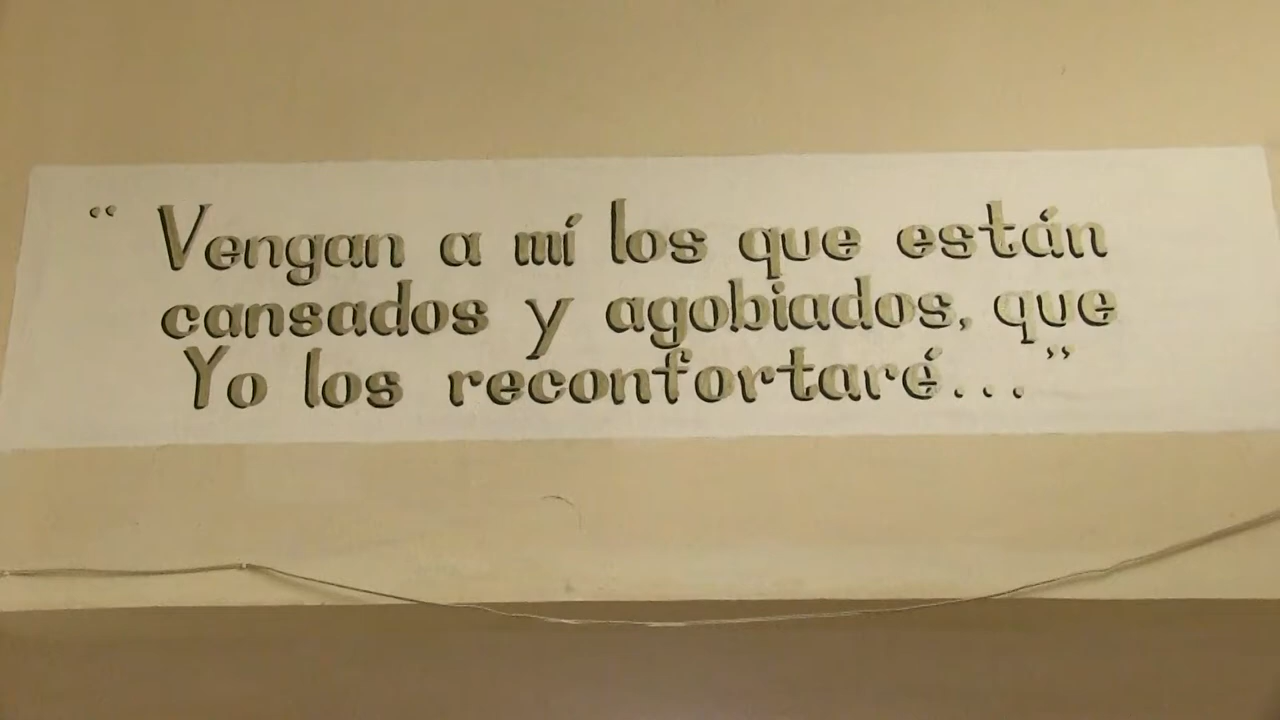 “ Vengan a mí los que están
cansados y agobiados, que
Yo los reconfortaré...”